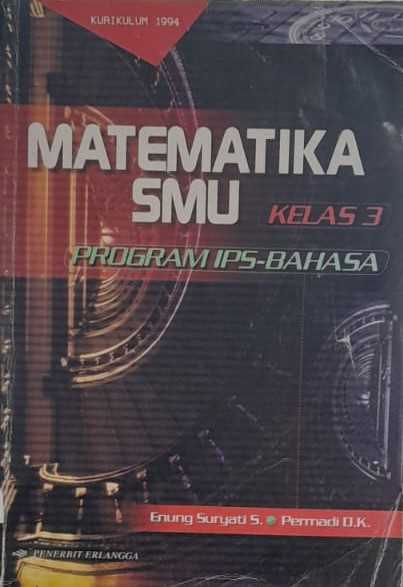 KURIKULUM 1994
MATEMATIKA
SMU KELAS 3
PROGRAM IPS-BAHASA
Enung Suryati S. • Permadi D.K.
PENERBIT ERLANGGA